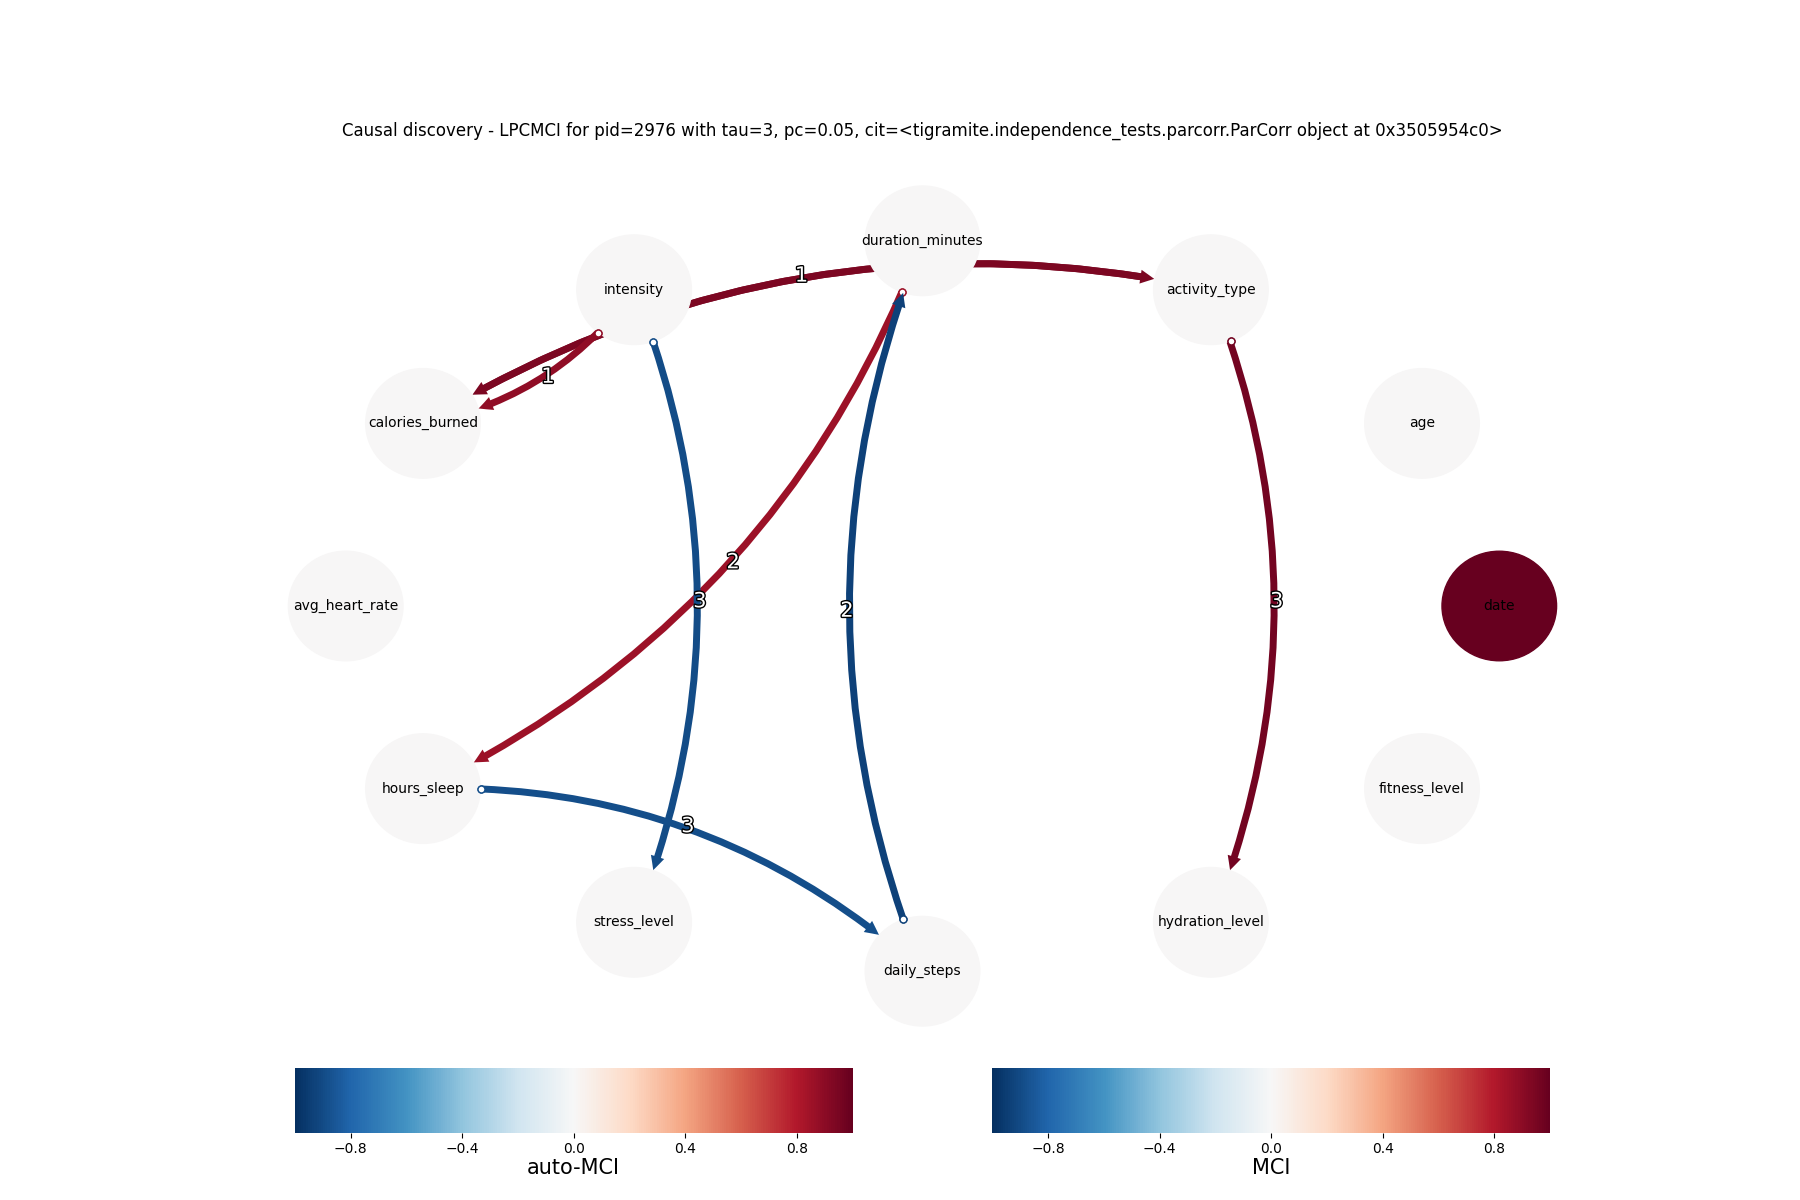 Causal discovery - LPCMCI for pid=2976 with tau=3, pc=0.05, cit=<tigramite.independence_tests.parcorr.ParCorr object at 0x3505954c0>
duration_minutes
intensity
1
activity_type
1
calories_burned
age
2
3
3
2
3
avg_heart_rate
date
hours_sleep
fitness_level
3
stress_level
hydration_level
daily_steps
−0.8 −0.4 0.0 0.4 0.8
auto-MCI
−0.8 −0.4 0.0 0.4 0.8
MCI